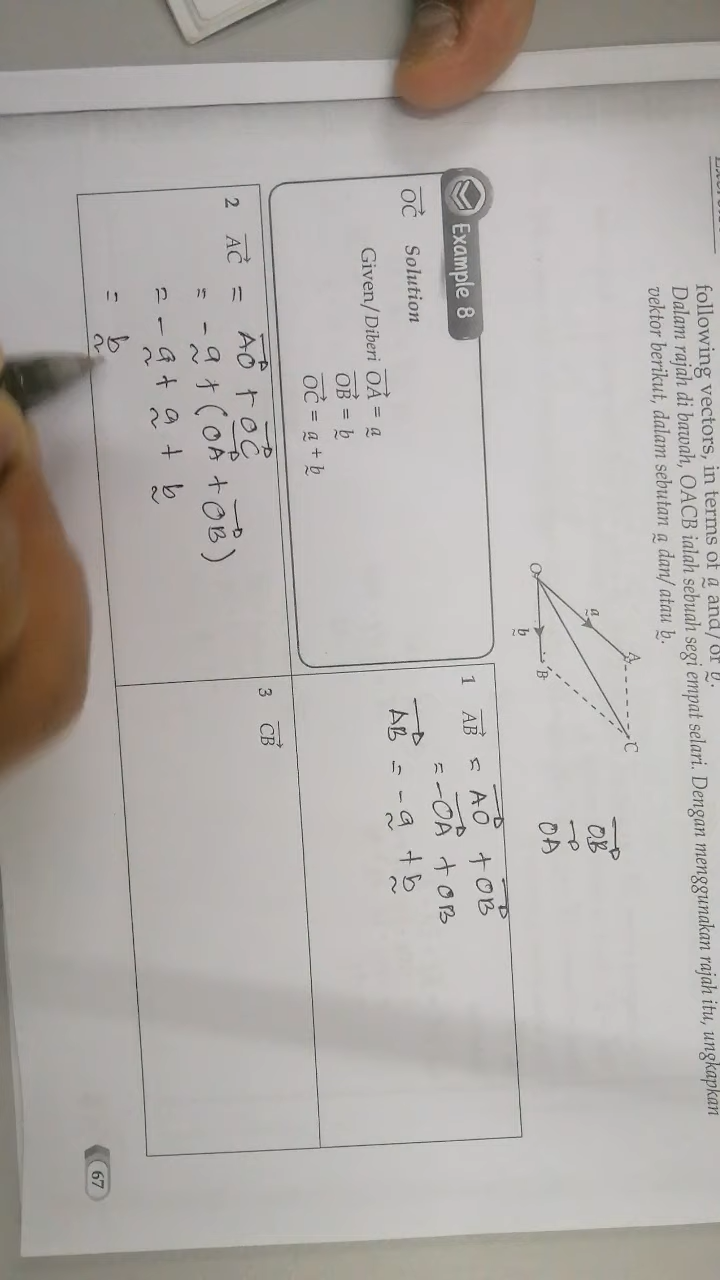 following vectors, in terms of a and/or b.
Dalam rajah di bawah, OACB ialah sebuah segi empat selari. Dengan menggunakan rajah itu, ungkapkan
vektor berikut, dalam sebutan a dan/atau b.
O
a
A
b
B
C
OB
OA
Example 8
OC Solution
Given/Diberi OA = a
OB = b
OC = a + b
1 AB = AO + OB
= -OA + OB
AB = -a + b
2 AC = AO + OC
= -a + (OA + OB)
= -a + a + b
= b
3 CB
67